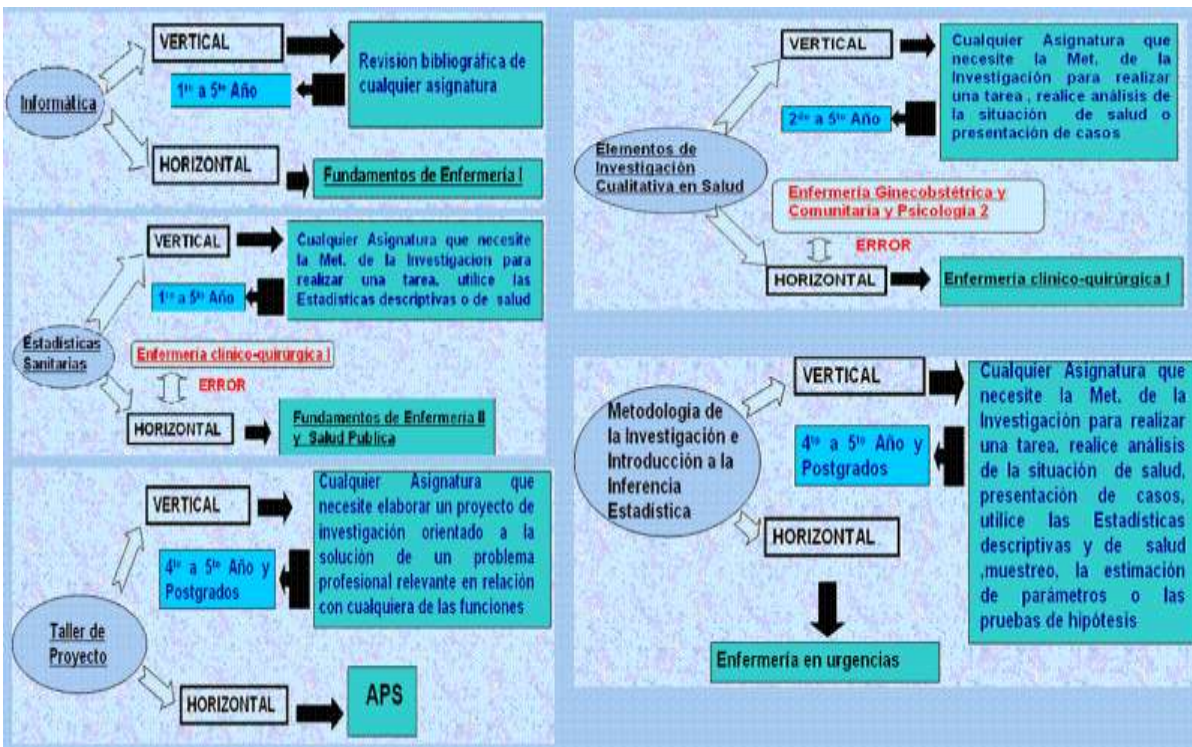 Informática
VERTICAL
Revisión bibliográfica de
cualquier asignatura
1ro a 5to Año
HORIZONTAL
Fundamentos de Enfermería I
Estadísticas
Sanitarias
VERTICAL
Cualquier Asignatura que necesite
la Met. de la Investigacion para
realizar una tarea, utilice las
Estadísticas descriptivas o de salud
1ro a 5to Año
Enfermería clínico-quirúrgica I
ERROR
HORIZONTAL
Fundamentos de Enfermería II
y Salud Publica
Taller de
Proyecto
VERTICAL
Cualquier Asignatura que
necesite elaborar un proyecto de
investigación orientado a la
solución de un problema
profesional relevante en relación
con cualquiera de las funciones
4to a 5to Año y
Postgrados
HORIZONTAL
APS
Elementos de
Investigación
Cualitativa en Salud
VERTICAL
Cualquier Asignatura que
necesite la Met. de la
Investigación para realizar
una tarea , realice análisis de
la situación de salud o
presentación de casos
2do a 5to Año
Enfermería Ginecobstétrica y
Comunitaria y Psicología 2
ERROR
HORIZONTAL
Enfermería clínico-quirúrgica I
Metodología de
la Investigación e
Introducción a la
Inferencia
Estadística
VERTICAL
Cualquier Asignatura que
necesite la Met. de la
Investigación para realizar
una tarea, realice análisis
de la situación de salud,
presentación de casos,
utilice las Estadísticas
descriptivas y de salud
,muestreo, la estimación
de parámetros o las
pruebas de hipótesis
4to a 5to Año y
Postgrados
HORIZONTAL
Enfermería en urgencias